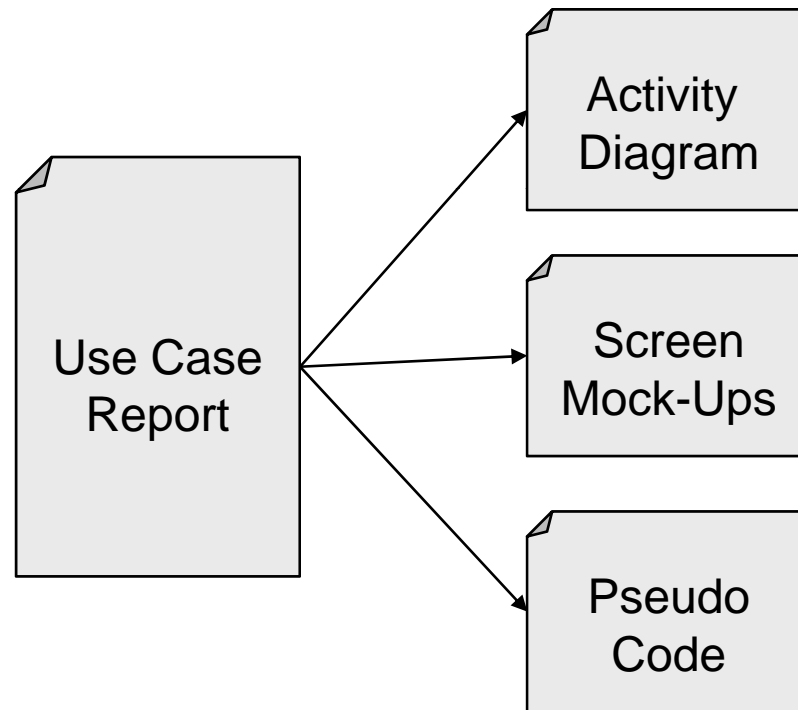 Use Case
Report
Activity
Diagram
Screen
Mock-Ups
Pseudo
Code